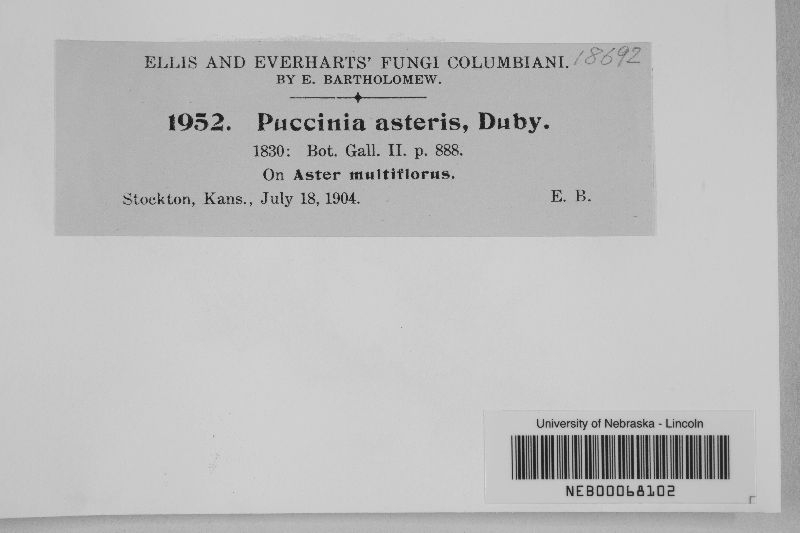 ELLIS AND EVERHARTS' FUNGI COLUMBIANI. 18692
BY E. BARTHOLOMEW.
1952. Puccinia asteris, Duby.
1830: Bot. Gall. II. p. 888.
On Aster multiflorus.
Stockton, Kans., July 18, 1904. E. B.
University of Nebraska - Lincoln
NEB00068102